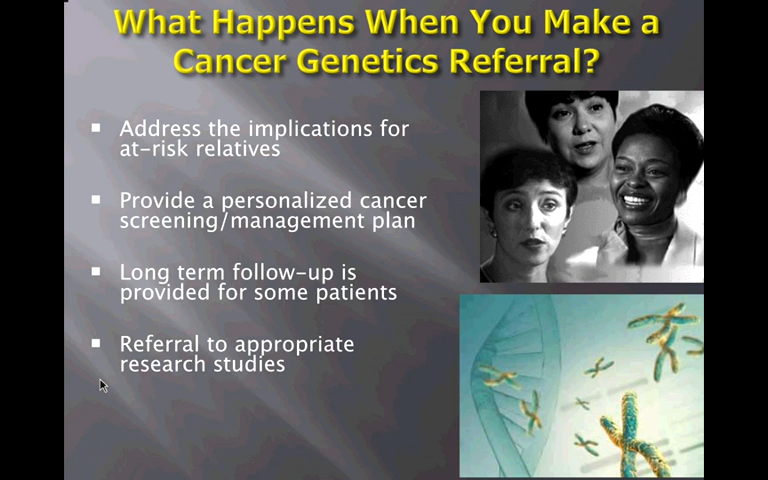 What Happens When You Make a
Cancer Genetics Referral?
Address the implications for
at-risk relatives
Provide a personalized cancer
screening/management plan
Long term follow-up is
provided for some patients
Referral to appropriate
research studies